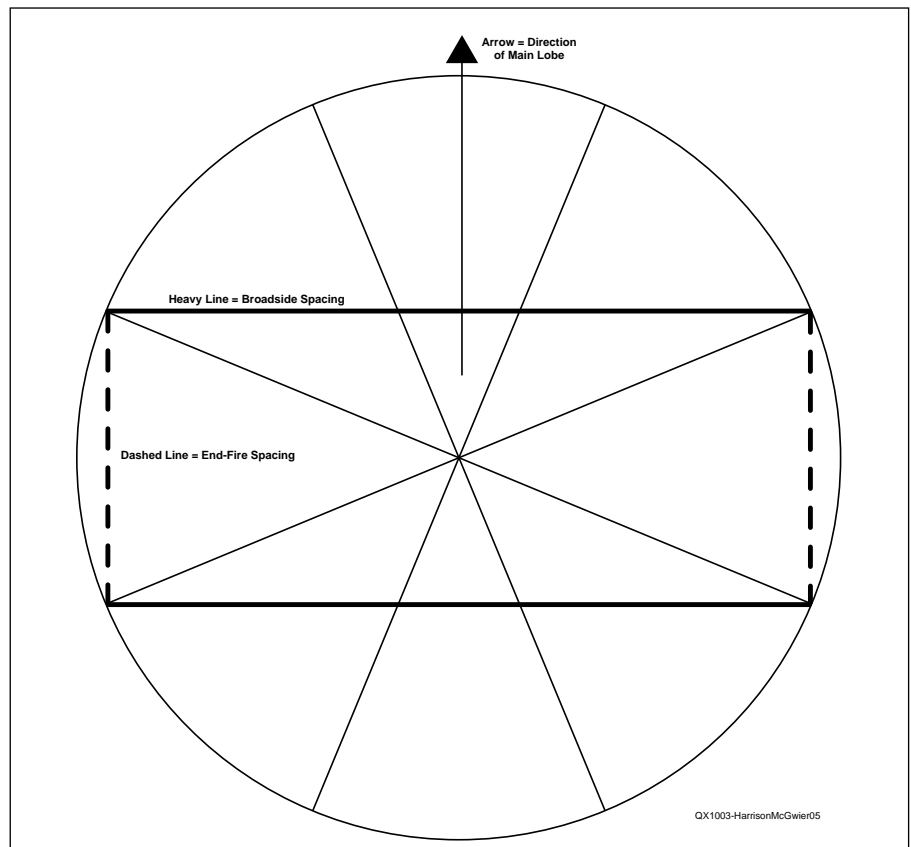 Arrow = Direction
of Main Lobe
Heavy Line = Broadside Spacing
Dashed Line = End-Fire Spacing
QX1003-HarrisonMcGwier05